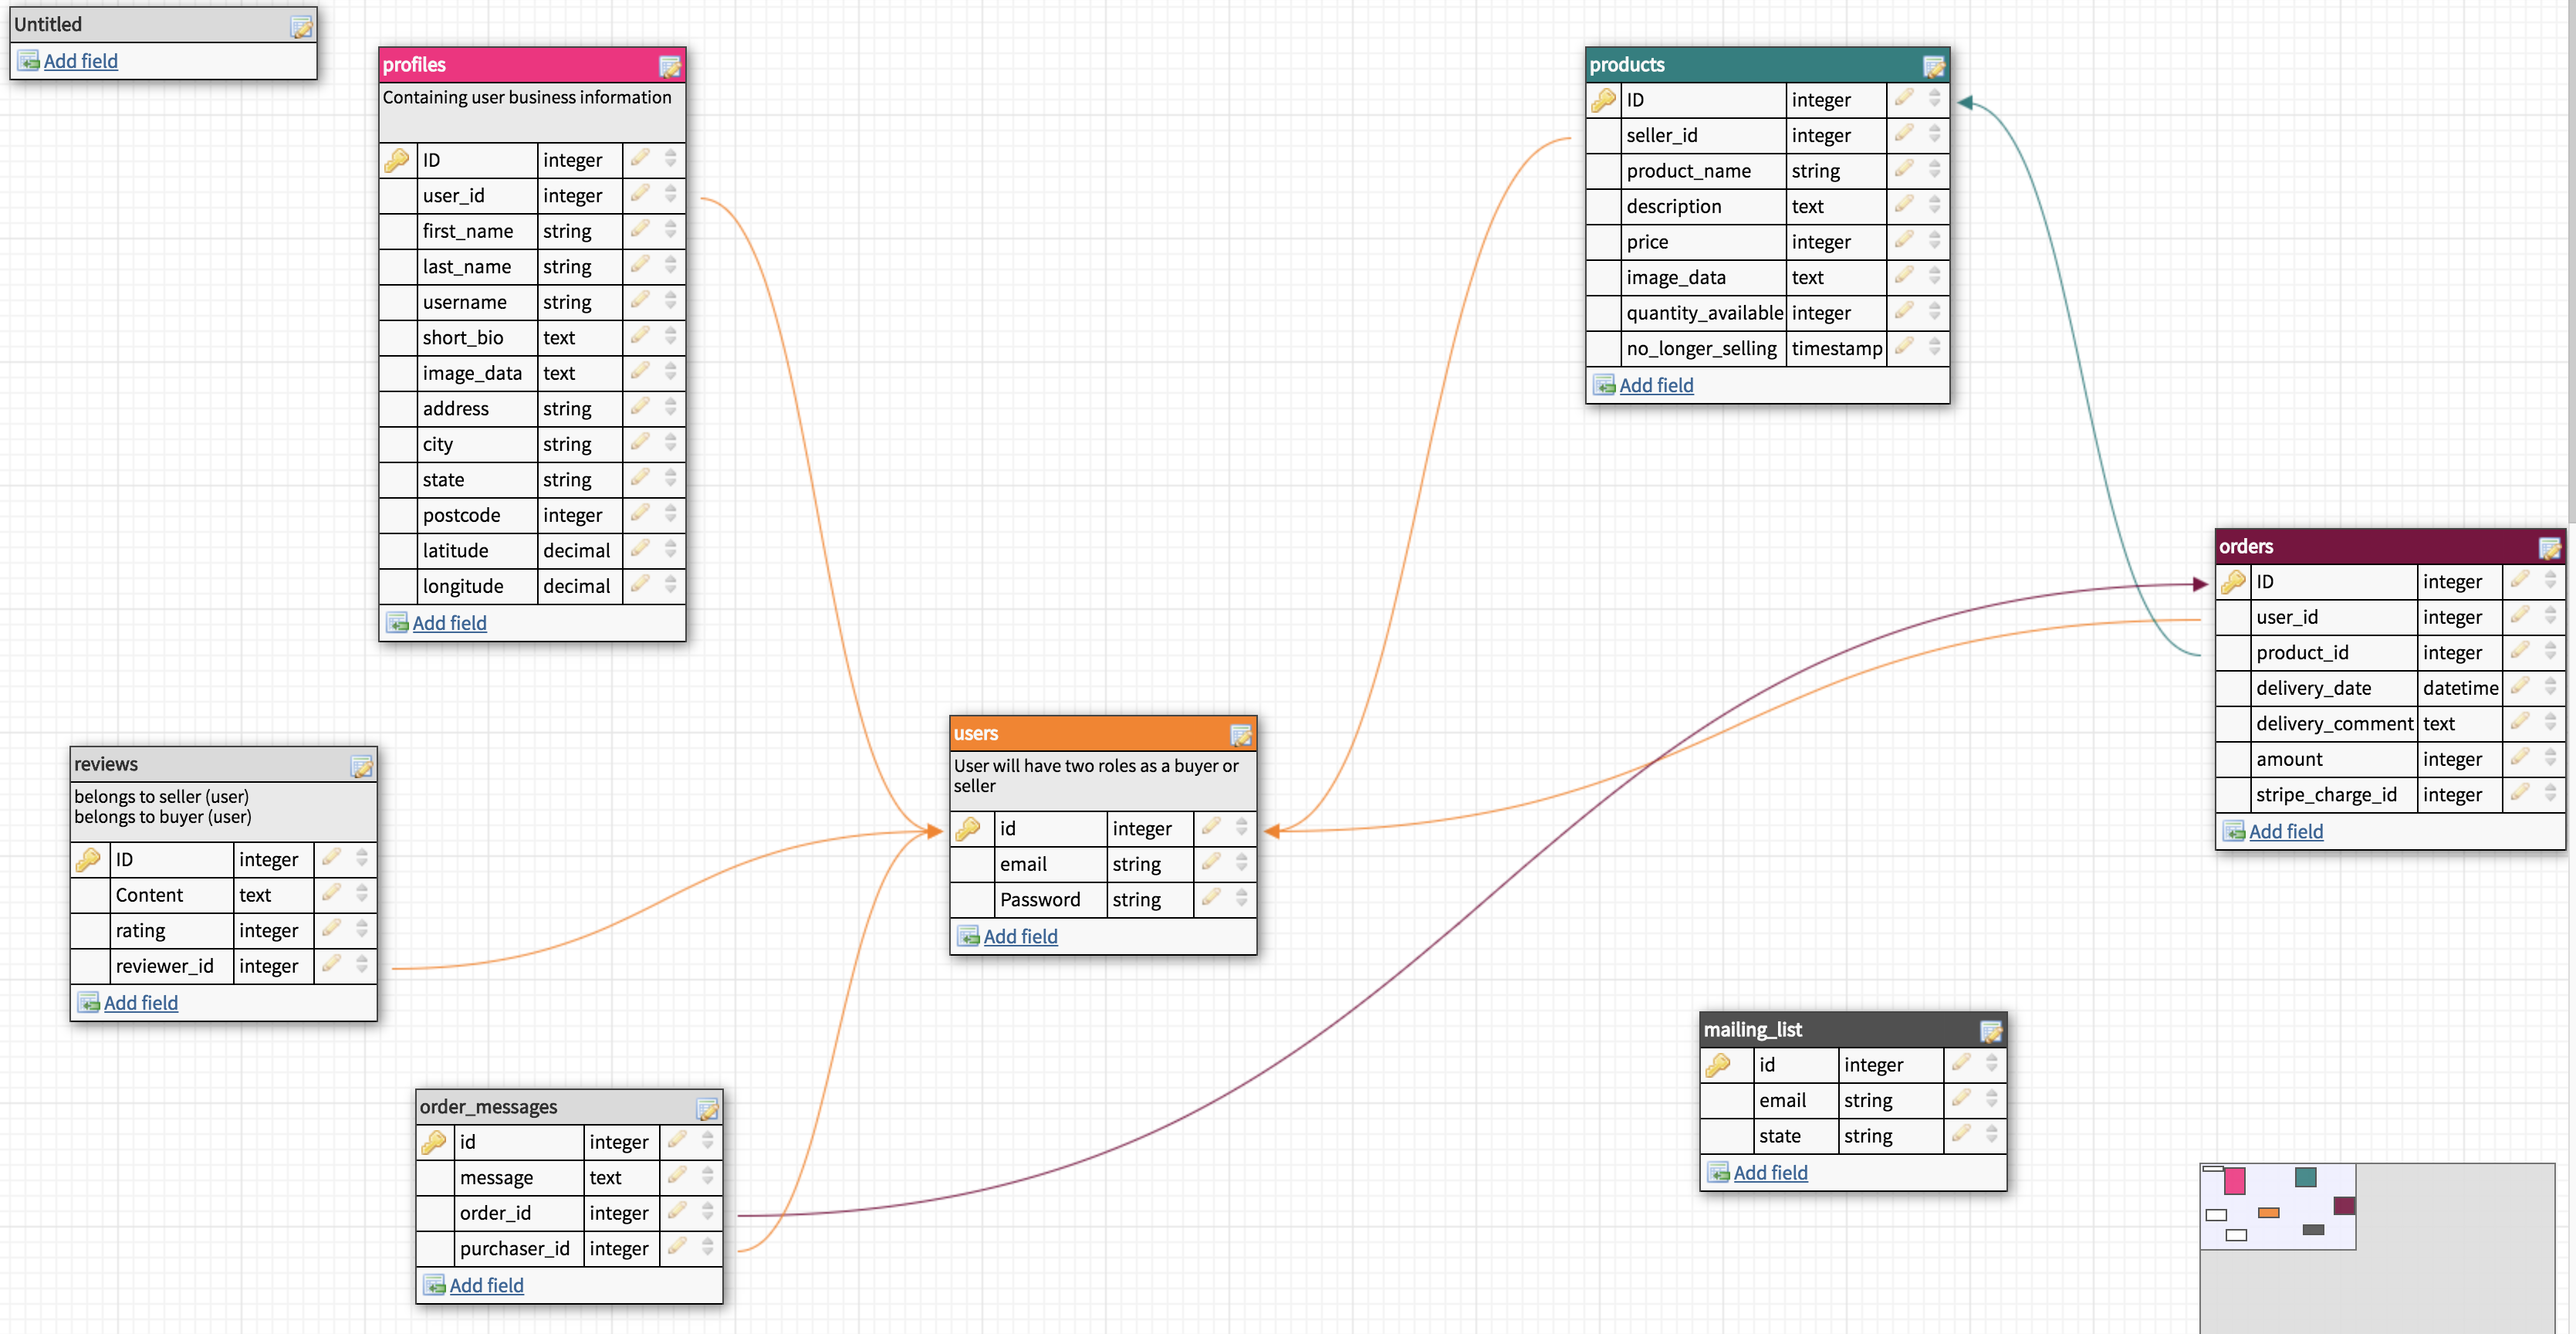 Untitled
Add field
profiles
Containing user business information
ID integer
user_id integer
first_name string
last_name string
username string
short_bio text
image_data text
address string
city string
state string
postcode integer
latitude decimal
longitude decimal
Add field
products
ID integer
seller_id integer
product_name string
description text
price integer
image_data text
quantity_available integer
no_longer_selling timestamp
Add field
orders
ID integer
user_id integer
product_id integer
delivery_date datetime
delivery_comment text
amount integer
stripe_charge_id integer
Add field
users
User will have two roles as a buyer or
seller
id integer
email string
Password string
Add field
reviews
belongs to seller (user)
belongs to buyer (user)
ID integer
Content text
rating integer
reviewer_id integer
Add field
mailing_list
id integer
email string
state string
Add field
order_messages
id integer
message text
order_id integer
purchaser_id integer
Add field